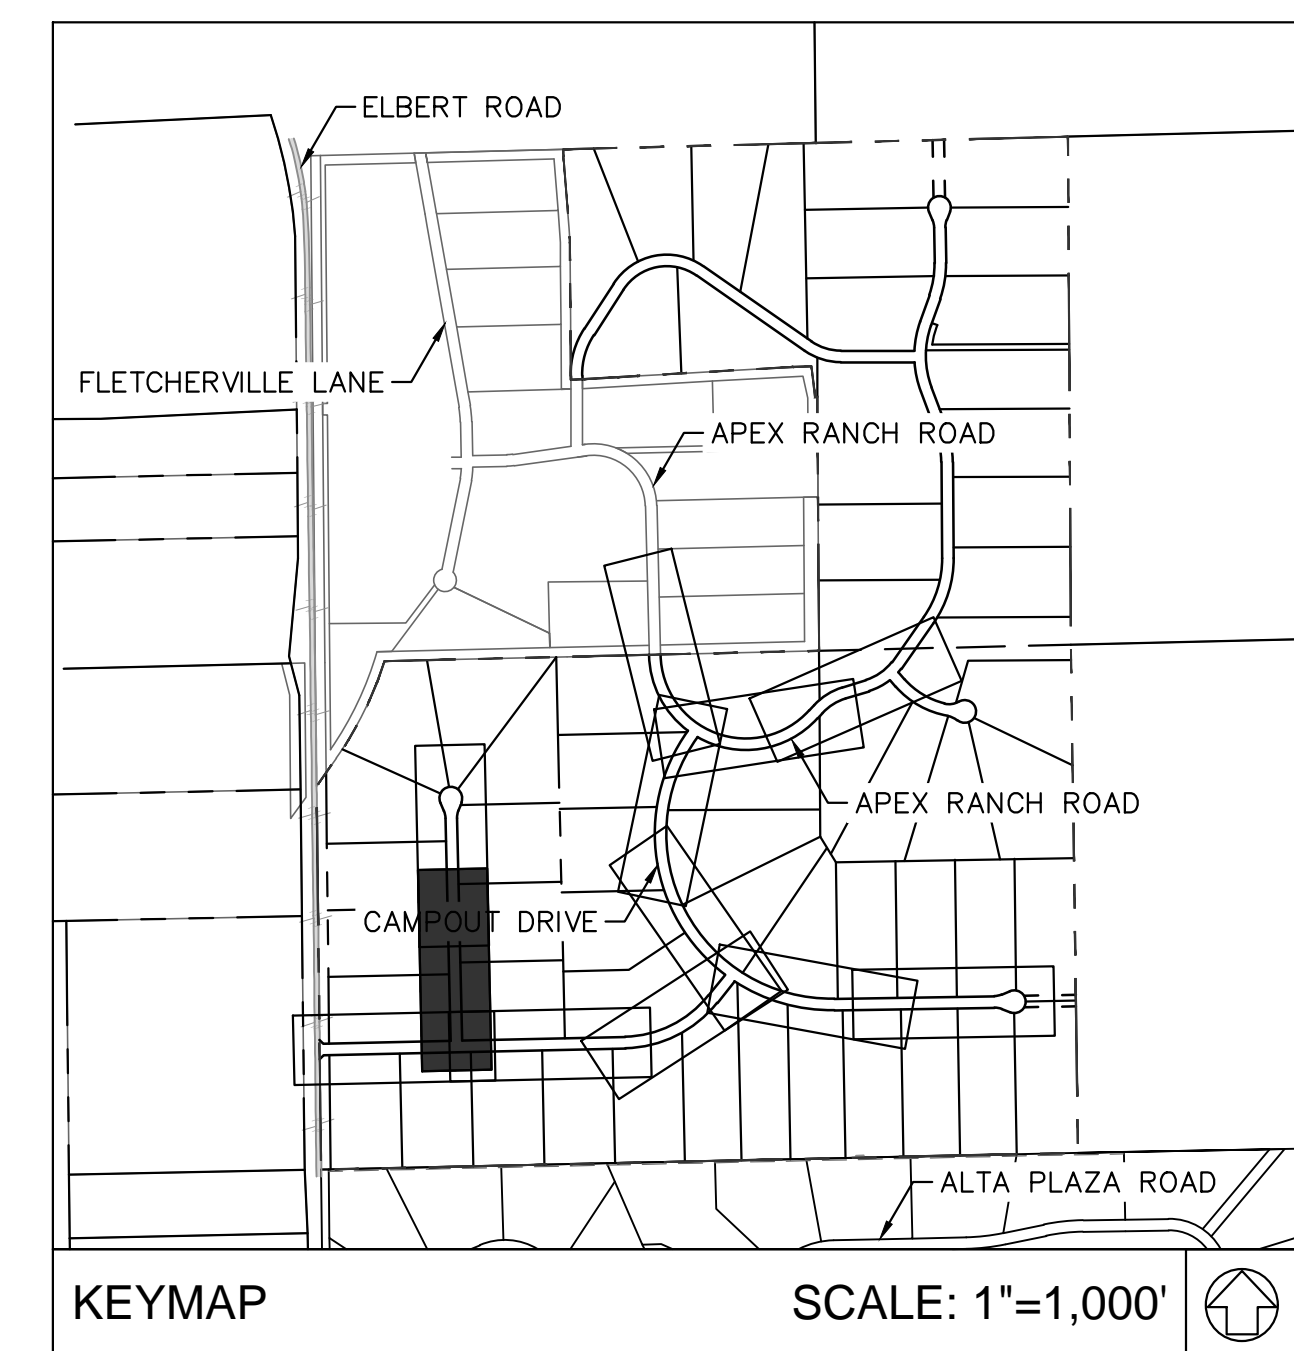 ELBERT ROAD
FLETCHERVILLE LANE
APEX RANCH ROAD
APEX RANCH ROAD
CAMPOUT DRIVE
ALTA PLAZA ROAD
KEYMAP
SCALE: 1"=1,000'